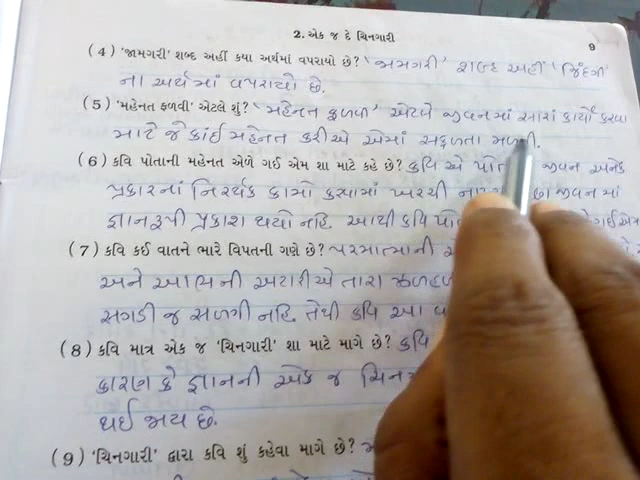 2. એક જ દે ચિનગારી
9
(4) 'જામગરી' શબ્દ અહીં કયા અર્થમાં વપરાયો છે? 'જામગરી' શબ્દ અહીં 'જિંદગી'
ના અર્થમાં વપરાયો છે.
(5) 'મહેનત ફળવી' એટલે શું? 'મહેનત ફળવી' એટલે જીવનમાં સારાં કાર્યો કરવા
માટે જે કાંઈ મહેનત કરીએ એમાં સફળતા મળવી.
(6) કવિ પોતાની મહેનત એળે ગઈ એમ શા માટે કહે છે? કવિ એ જીવન અનેક
પ્રકારનાં નિરર્થક કામો કરવામાં ખરચી જીવનમાં
જ્ઞાનરૂપી પ્રકાશ થયો નહિ. આથી કવિ
(7) કવિ કઈ વાતને ભારે વિપતની ગણે છે? પરમાત્માની
અને આભની અટારીએ તારા
સગડી જ સળગી નહિ. તેથી કવિ આ
(8) કવિ માત્ર એક જ 'ચિનગારી' શા માટે માગે છે? કવિ
કારણ કે જ્ઞાનની એક જ
થઈ જાય છે.
(9) 'ચિનગારી' દ્વારા કવિ શું કહેવા માગે છે?